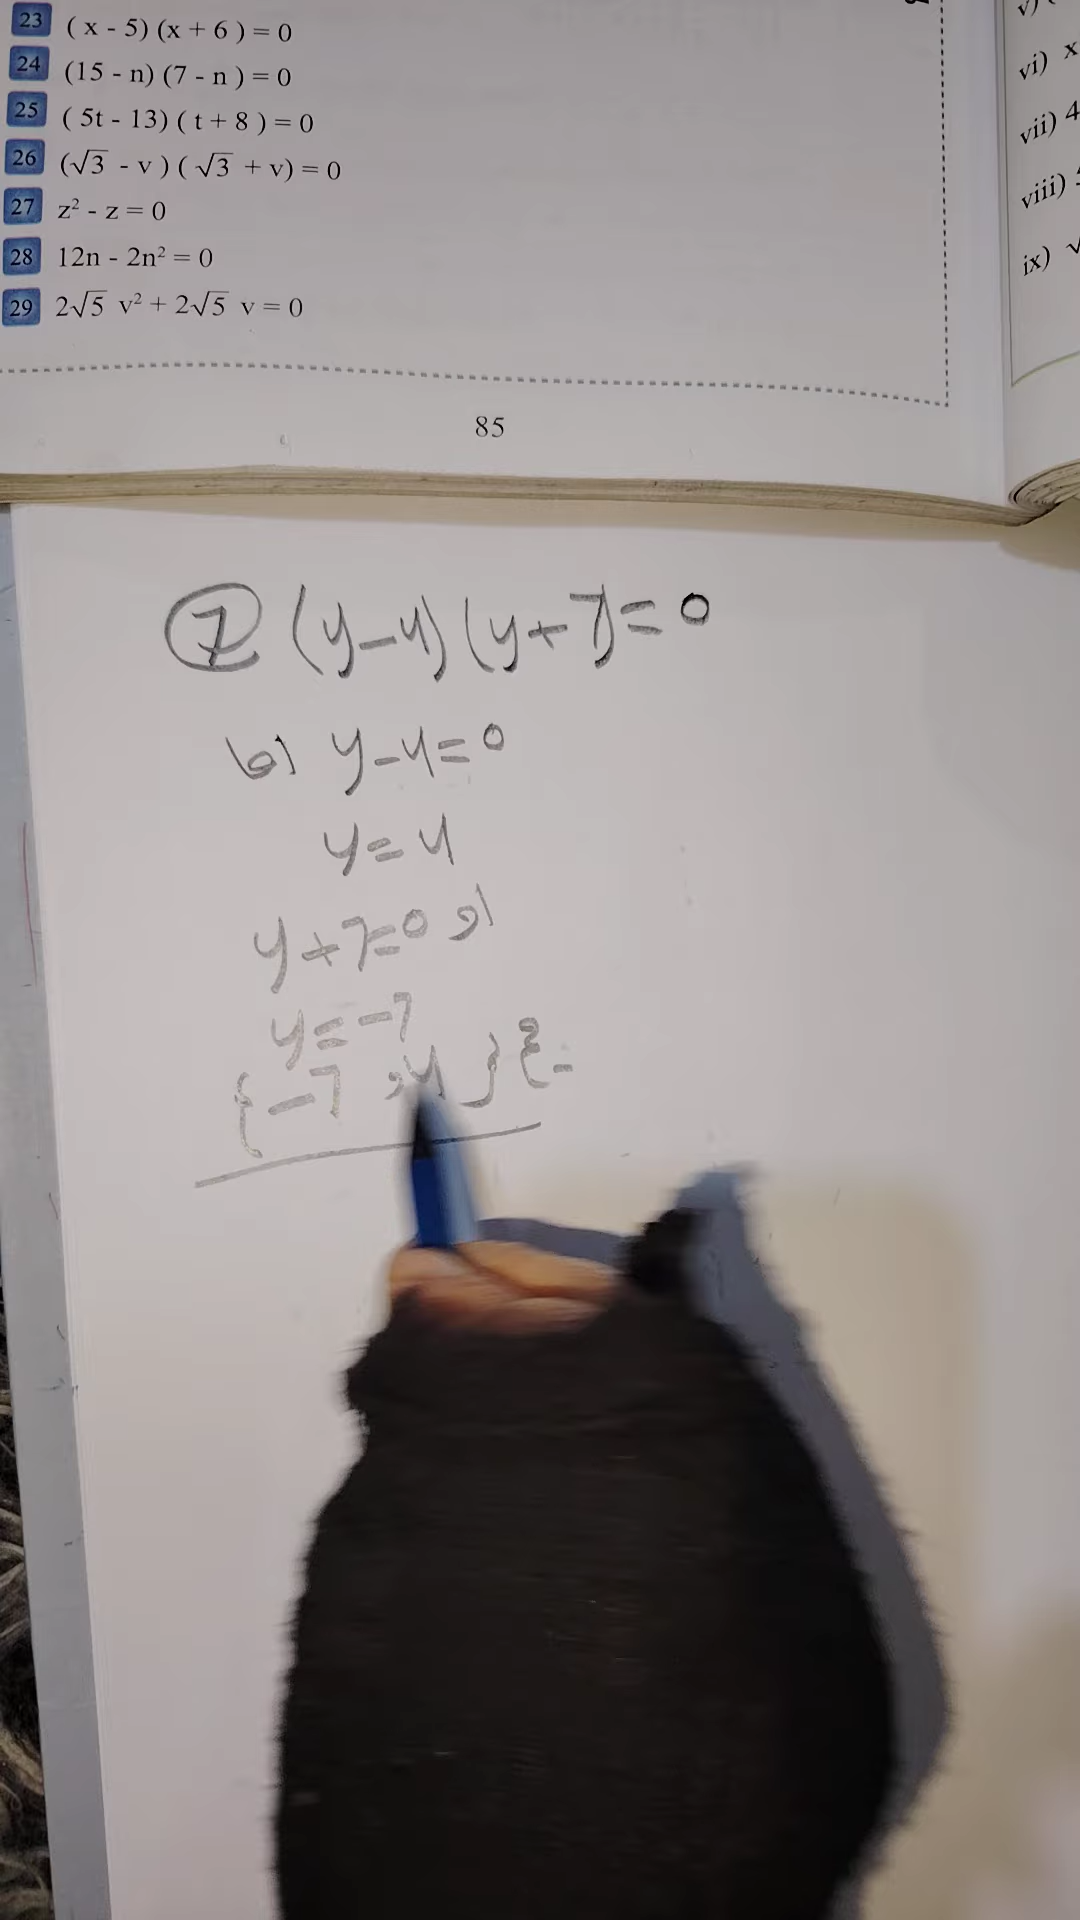 23 ( x - 5) (x + 6 ) = 0
24 (15 - n) (7 - n ) = 0
25 ( 5t - 13) ( t + 8 ) = 0
26 (√3 - v ) ( √3 + v) = 0
27 z² - z = 0
28 12n - 2n² = 0
29 2√5 v² + 2√5 v = 0
85
v)
vi) x
vii) 4
viii)
ix) √
7 (y-4)(y+7)=0
اما y-4=0
y=4
y+7=0 او
y=-7
{-7 , 4}